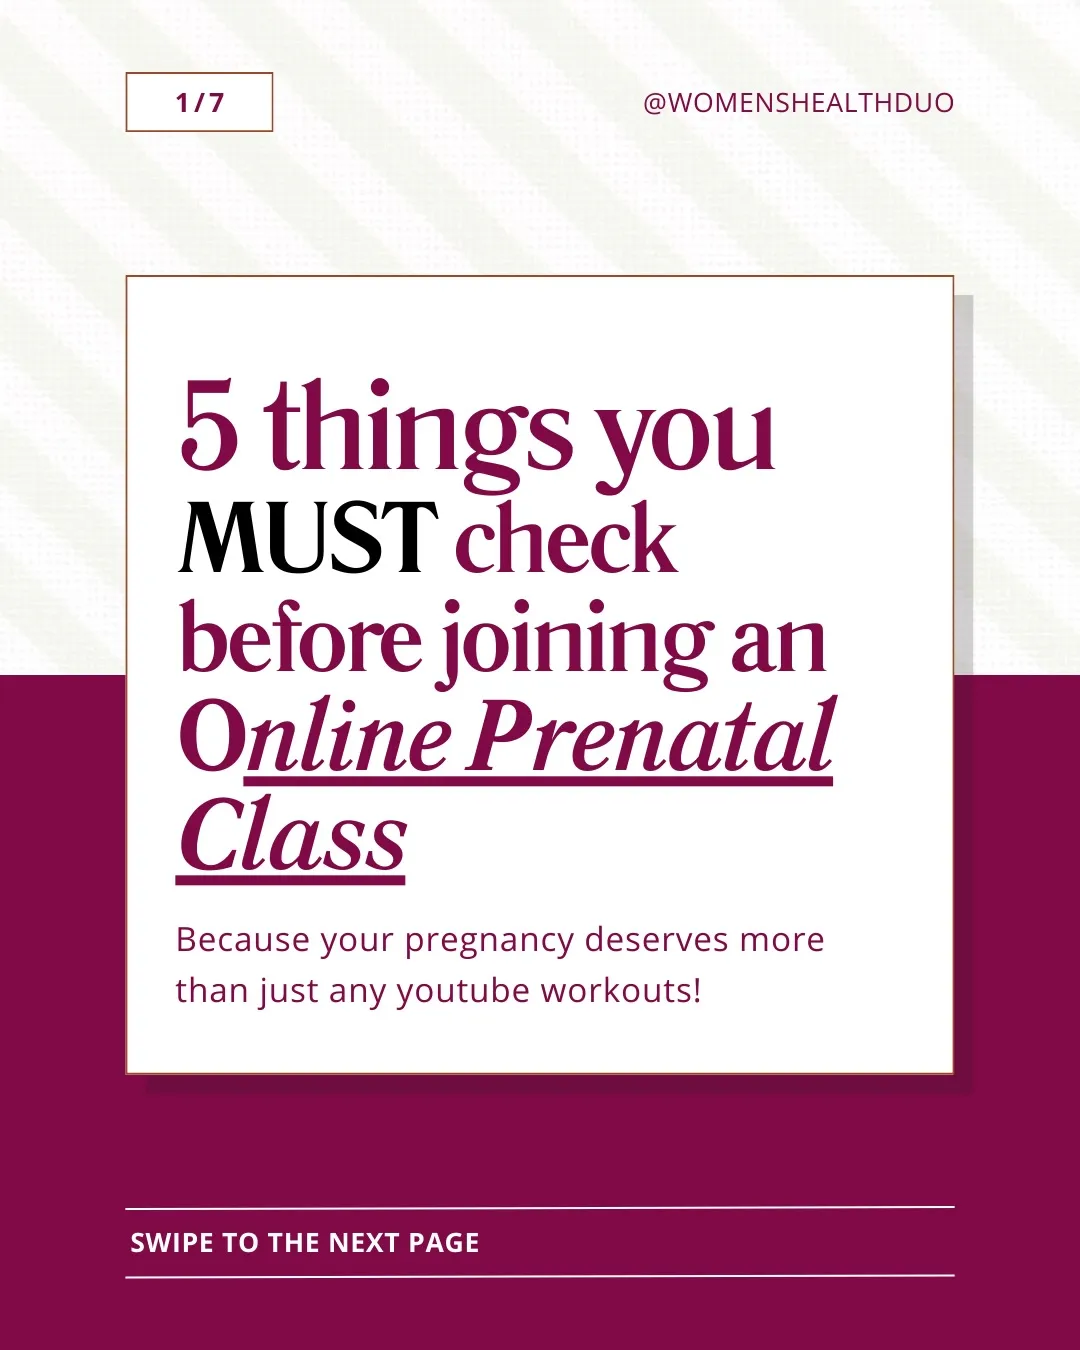 1/7
@WOMENSHEALTHDUO
5 things you
MUST check
before joining an
Online Prenatal
Class
Because your pregnancy deserves more
than just any youtube workouts!
SWIPE TO THE NEXT PAGE